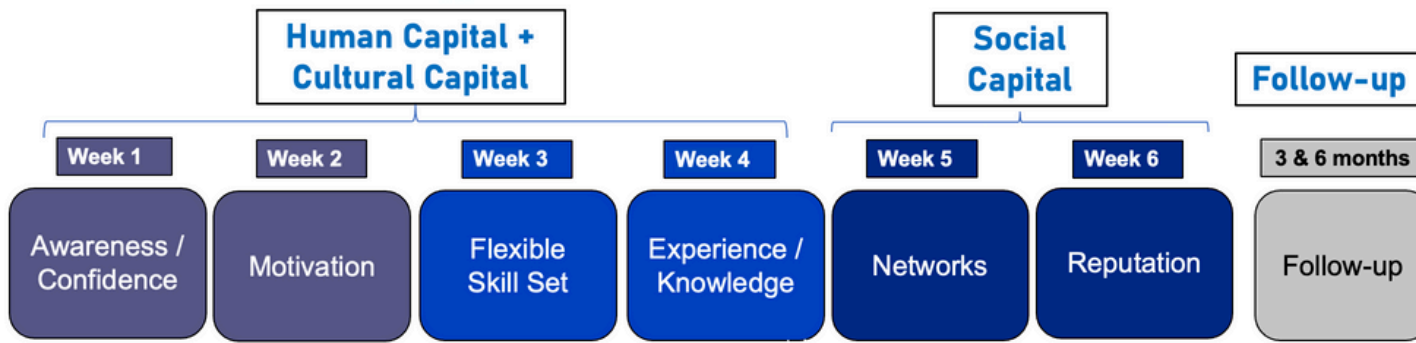 Human Capital +
Cultural Capital
Social
Capital
Follow-up
Week 1
Week 2
Week 3
Week 4
Week 5
Week 6
3 & 6 months
Awareness /
Confidence
Motivation
Flexible
Skill Set
Experience /
Knowledge
Networks
Reputation
Follow-up